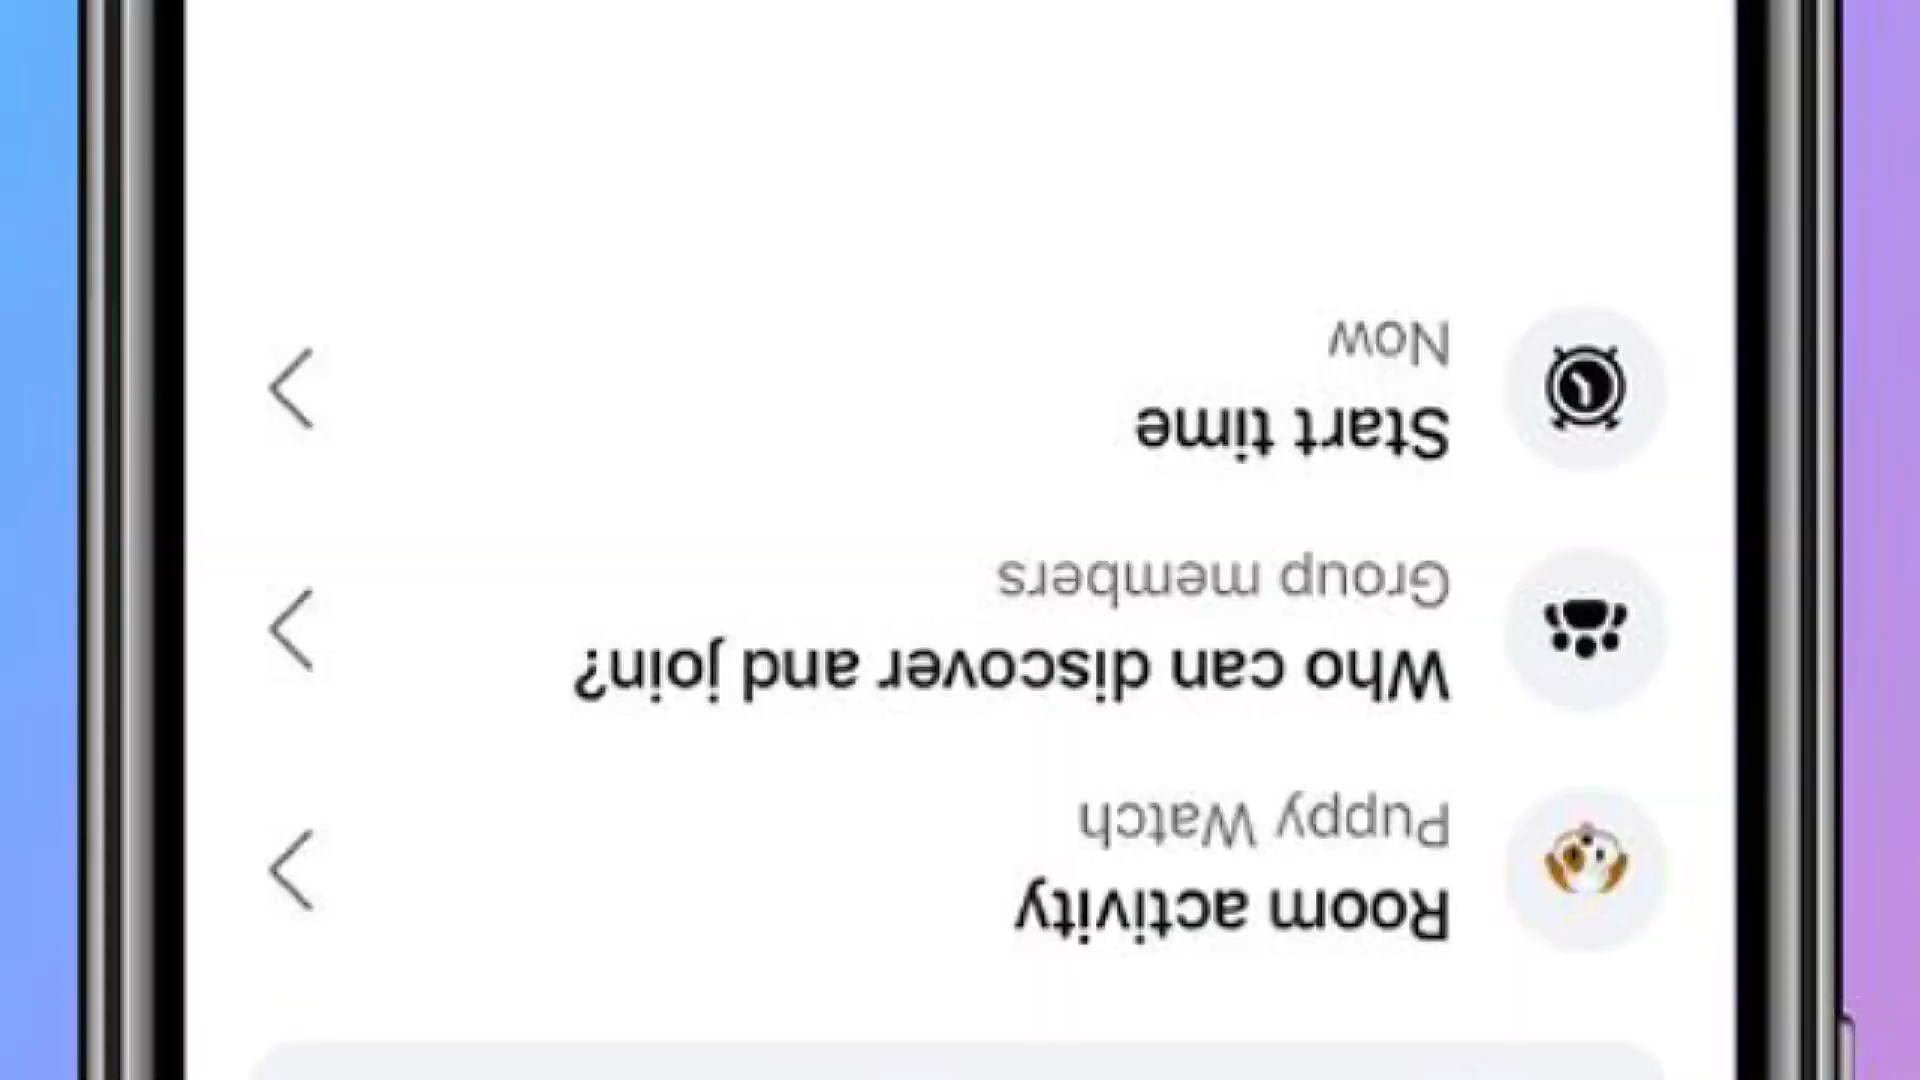 Room activity
Puppy Watch
Who can discover and join?
Group members
Start time
Now